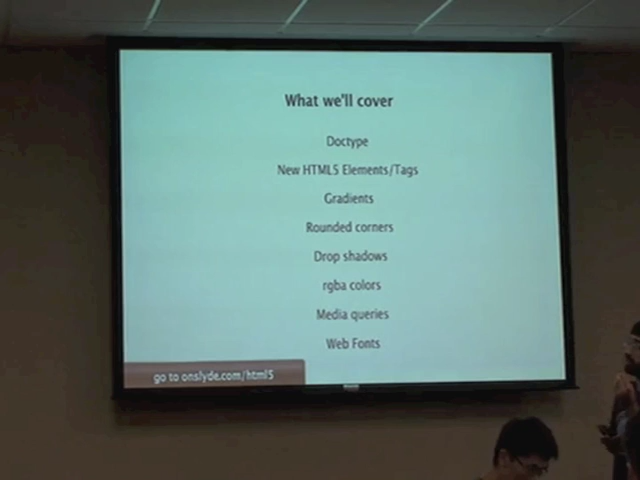 What we'll cover
Doctype
New HTML5 Elements/Tags
Gradients
Rounded corners
Drop shadows
rgba colors
Media queries
Web Fonts
go to onslyde.com/html5